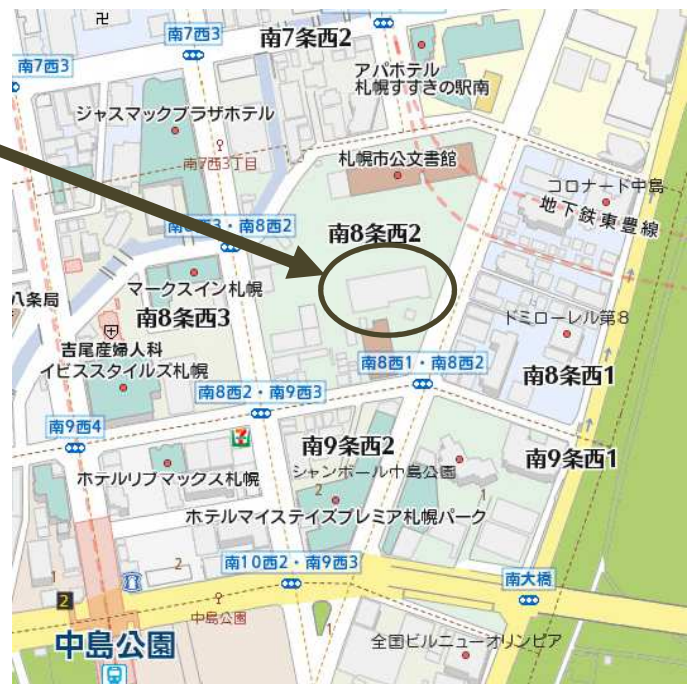 南7西3
南7条西2
南7西3
アパホテル
札幌すすきの駅南
ジャスマックプラザホテル
南7西3丁目
札幌市公文書館
コロナード中島
地下鉄東豊線
南8西3・南8西2
南8条西2
マークスイン札幌
八条局
南8条西3
ドミローレル第8
吉尾産婦人科
イビススタイルズ札幌
南8西1・南8西2
南8条西1
南8西2・南9西3
南9西4
南9条西2
南9条西1
シャンボール中島公園
ホテルリブマックス札幌
2
1
ホテルマイステイズプレミア札幌パーク
南10西2・南9西3
南大橋
1
2
2
中島公園
1
中島公園
全国ビルニューオリンピア